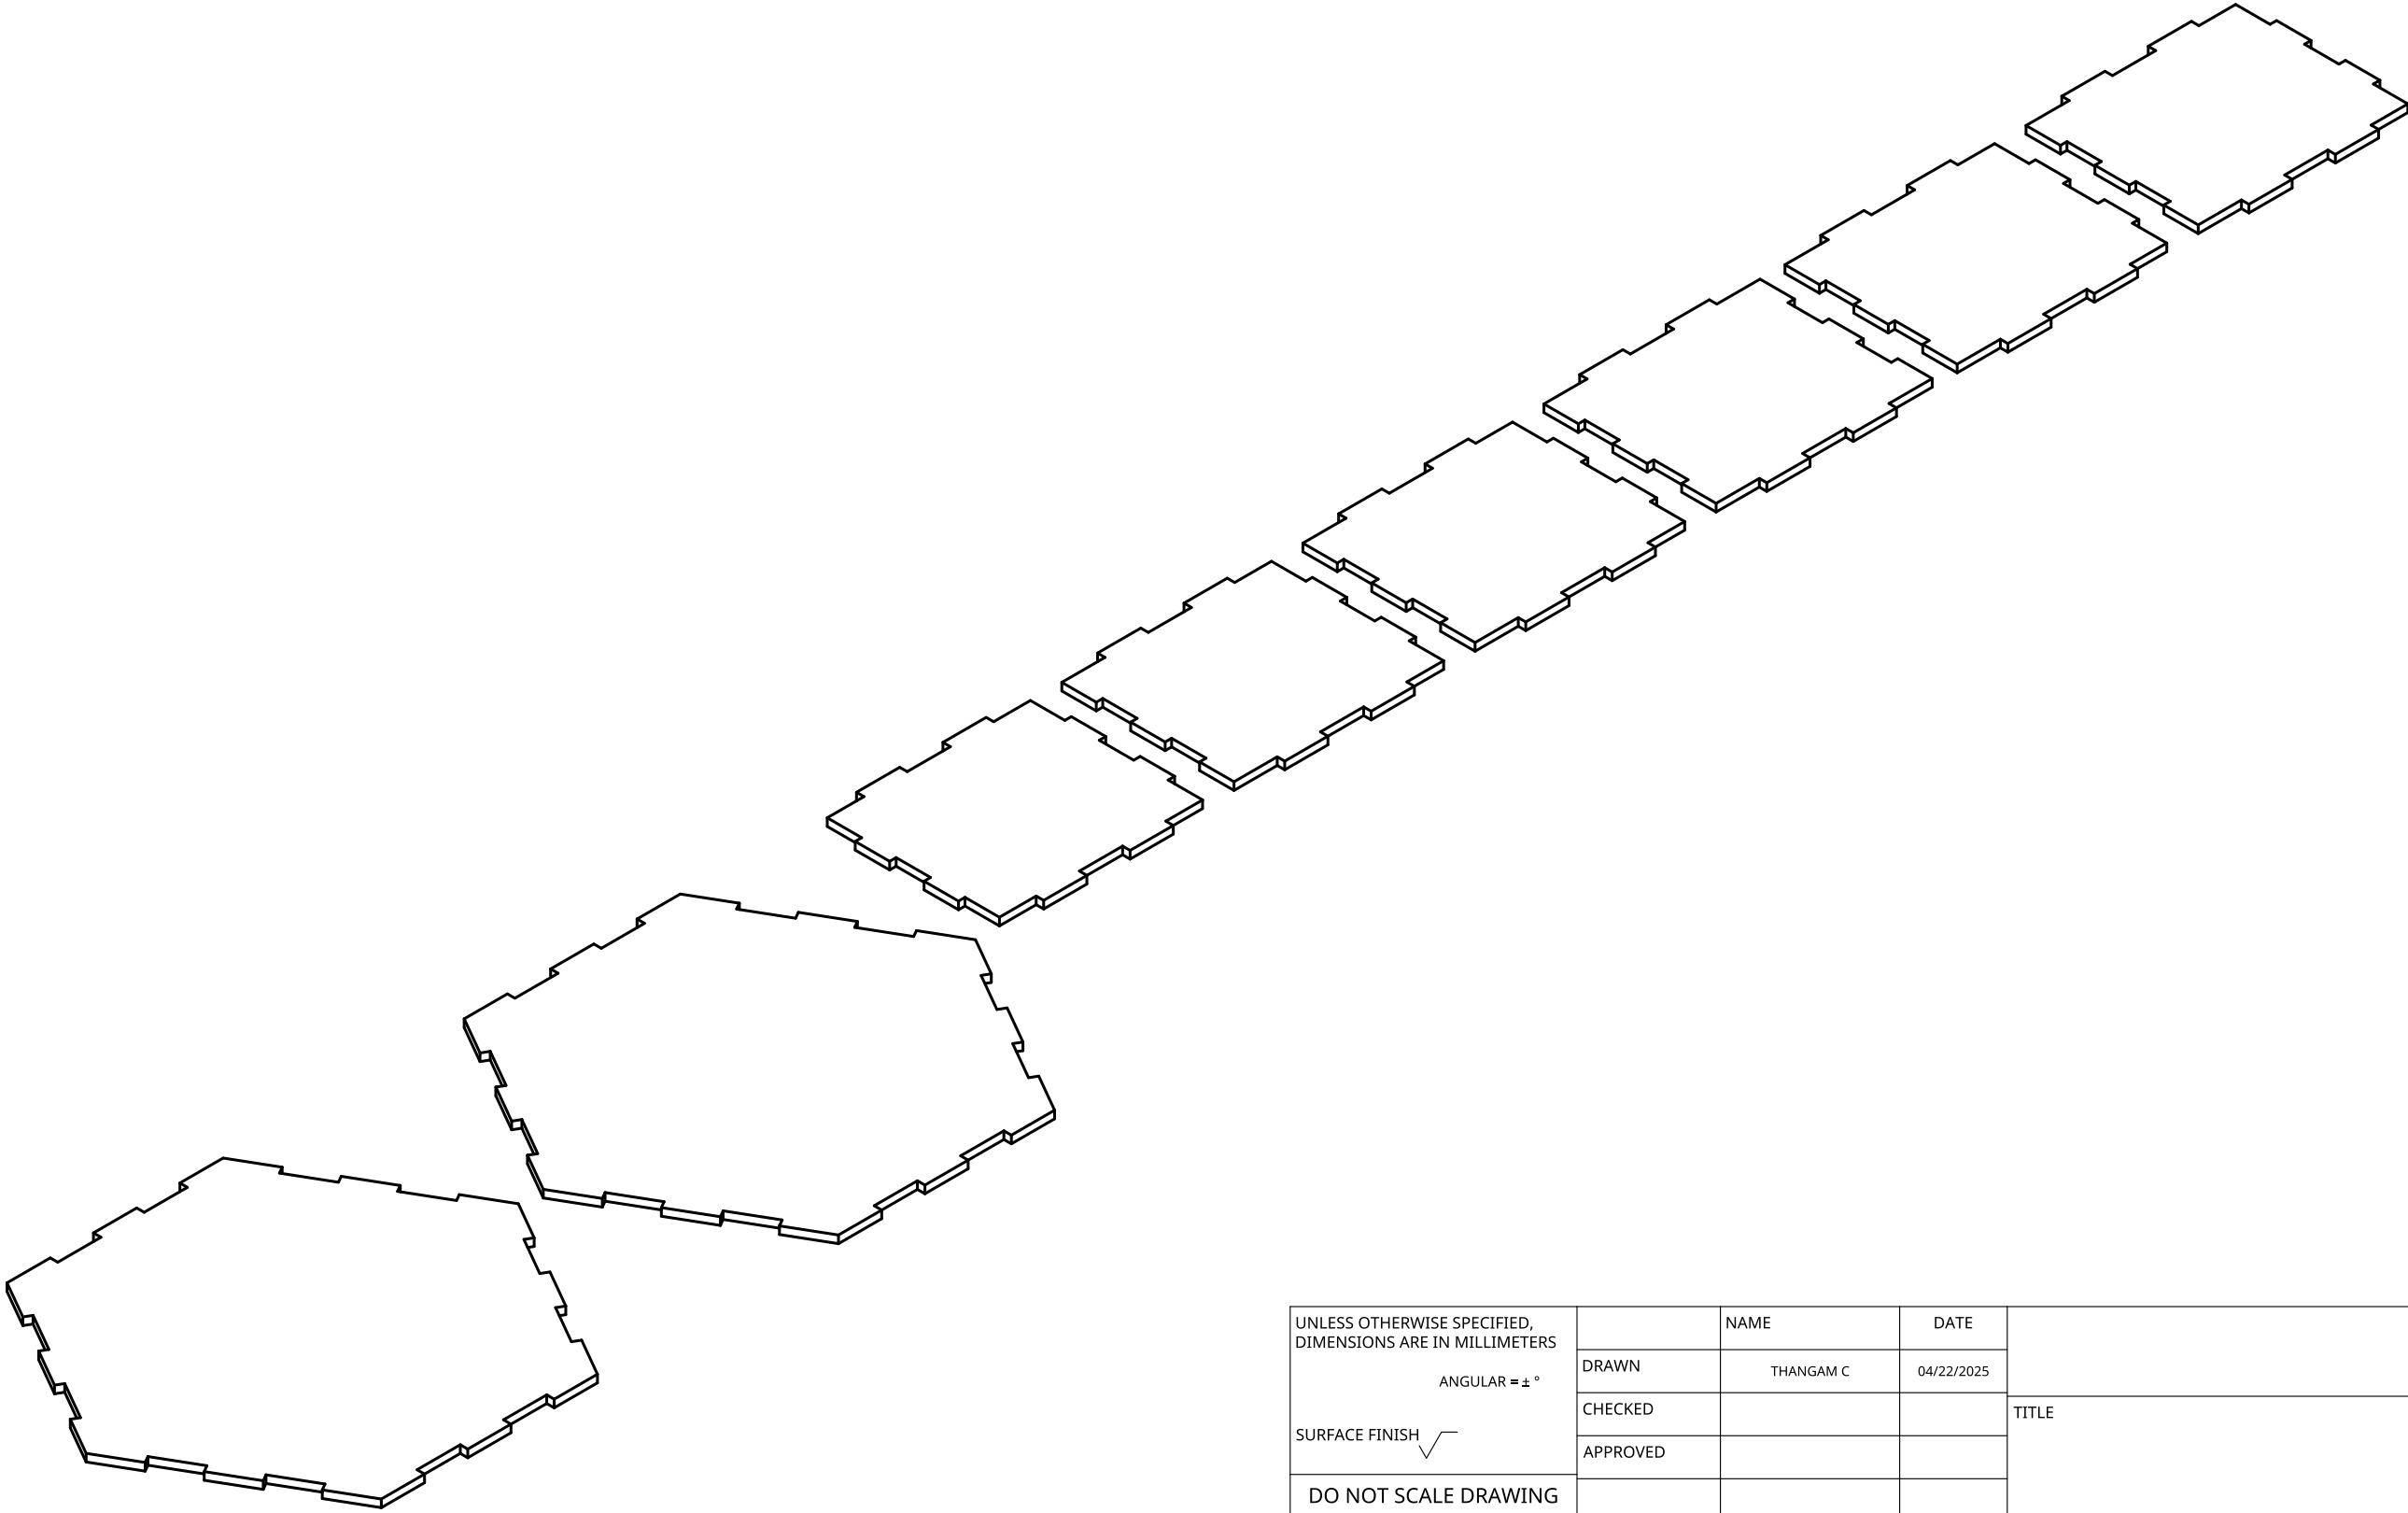 UNLESS OTHERWISE SPECIFIED,
DIMENSIONS ARE IN MILLIMETERS
ANGULAR = ± °
SURFACE FINISH
DO NOT SCALE DRAWING
NAME
DATE
DRAWN
THANGAM C
04/22/2025
CHECKED
APPROVED
TITLE